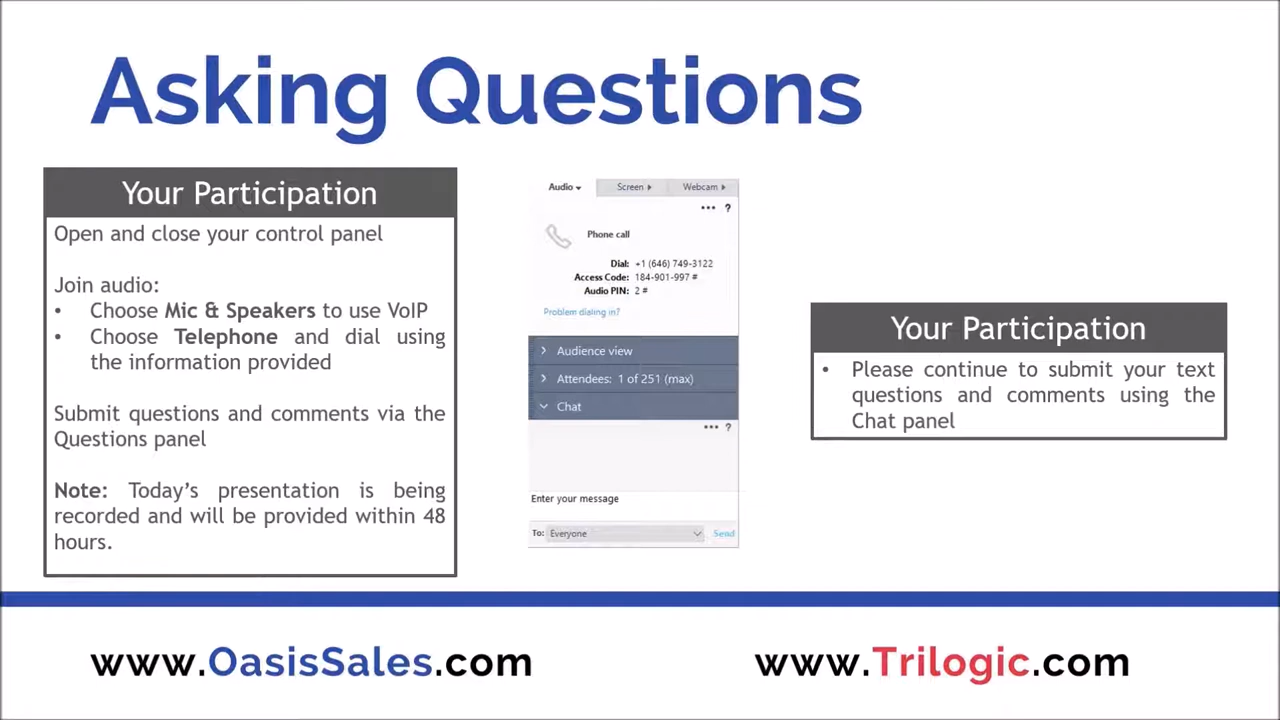 Asking Questions
Your Participation
Open and close your control panel
Join audio:
• Choose Mic & Speakers to use VoIP
• Choose Telephone and dial using
the information provided
Submit questions and comments via the
Questions panel
Note: Today's presentation is being
recorded and will be provided within 48
hours.
Audio Screen Webcam
••• ?
Phone call
Dial: +1 (646) 749-3122
Access Code: 184-901-997 #
Audio PIN: 2 #
Problem dialing in?
Audience view
Attendees: 1 of 251 (max)
Chat
••• ?
Enter your message
To: Everyone Send
Your Participation
• Please continue to submit your text
questions and comments using the
Chat panel
www.OasisSales.com
www.Trilogic.com